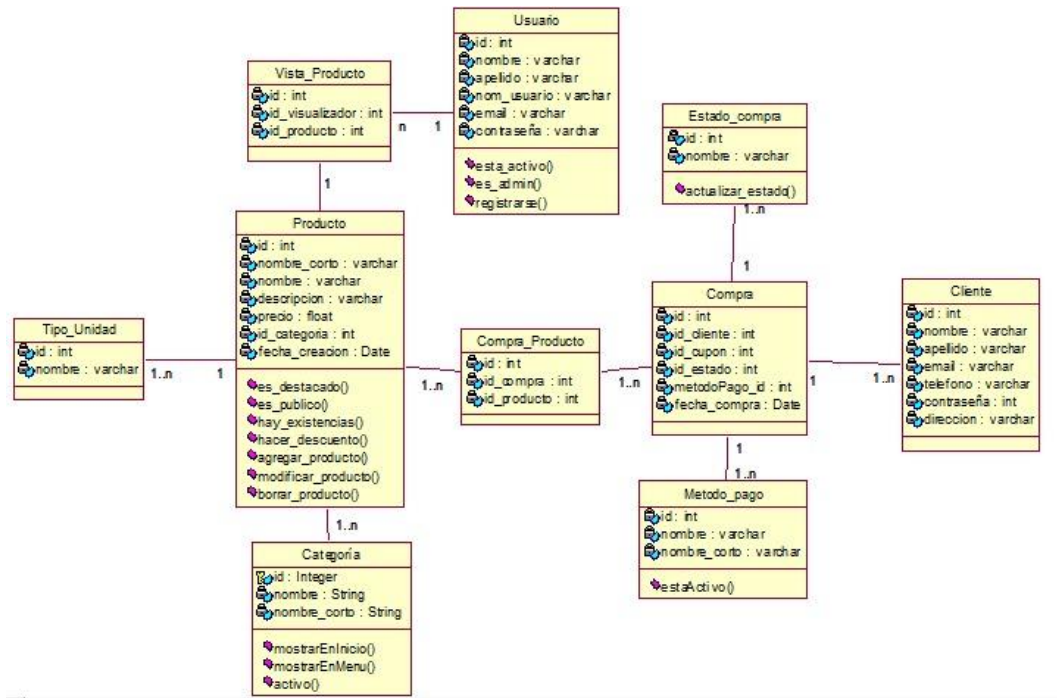 Usuario
id : int
nombre : varchar
apellido : varchar
nom_usuario : varchar
email : varchar
contraseña : varchar
esta_activo()
es_admin()
registrarse()
Vista_Producto
id : int
id_visualizador : int
id_producto : int
n
1
1
Estado_compra
id : int
nombre : varchar
actualizar_estado()
1..n
1
Producto
id : int
nombre_corto : varchar
nombre : varchar
descripcion : varchar
precio : float
id_categoria : int
fecha_creacion : Date
es_destacado()
es_publico()
hay_existencias()
hacer_descuento()
agregar_producto()
modificar_producto()
borrar_producto()
Tipo_Unidad
id : int
nombre : varchar
1..n
1
Compra_Producto
id : int
id_compra : int
id_producto : int
1..n
1..n
Compra
id : int
id_cliente : int
id_cupon : int
id_estado : int
metodoPago_id : int
fecha_compra : Date
Cliente
id : int
nombre : varchar
apellido : varchar
email : varchar
telefono : varchar
contraseña : int
direccion : varchar
1
1..n
1
1..n
Metodo_pago
id : int
nombre : varchar
nombre_corto : varchar
estaActivo()
1..n
Categoría
id : Integer
nombre : String
nombre_corto : String
mostrarEnInicio()
mostrarEnMenu()
activo()